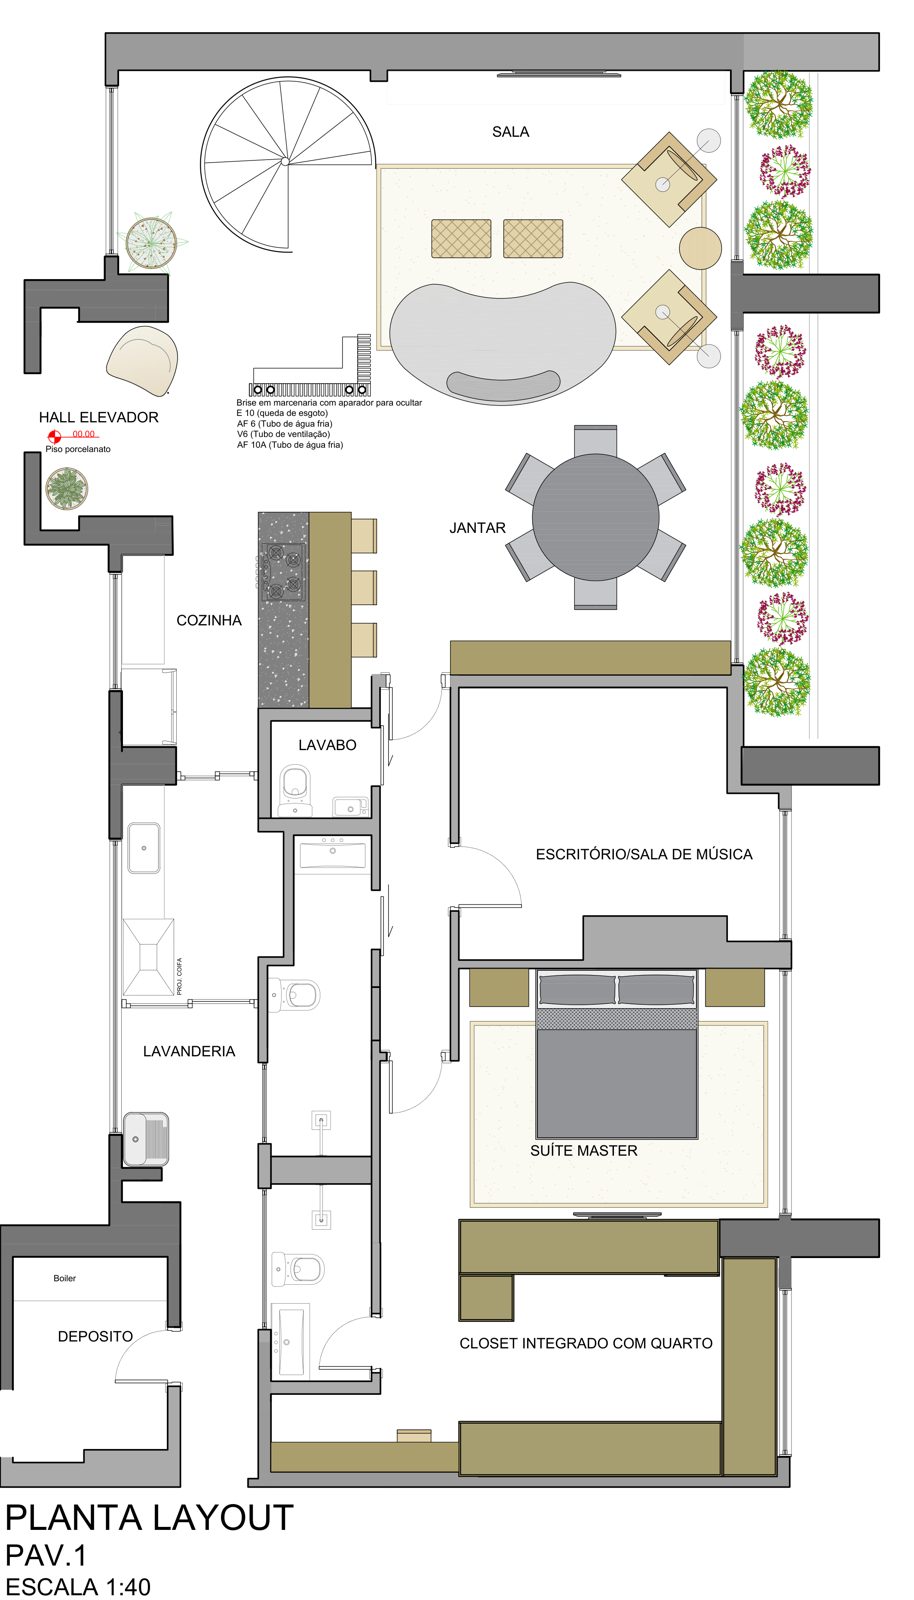 SALA
HALL ELEVADOR
00.00
Piso porcelanato
Brise em marcenaria com aparador para ocultar
E 10 (queda de esgoto)
AF 6 (Tubo de água fria)
V6 (Tubo de ventilação)
AF 10A (Tubo de água fria)
JANTAR
COZINHA
LAVABO
ESCRITÓRIO/SALA DE MÚSICA
PROJ. COIFA
LAVANDERIA
SUÍTE MASTER
Boiler
DEPOSITO
CLOSET INTEGRADO COM QUARTO
PLANTA LAYOUT
PAV.1
ESCALA 1:40